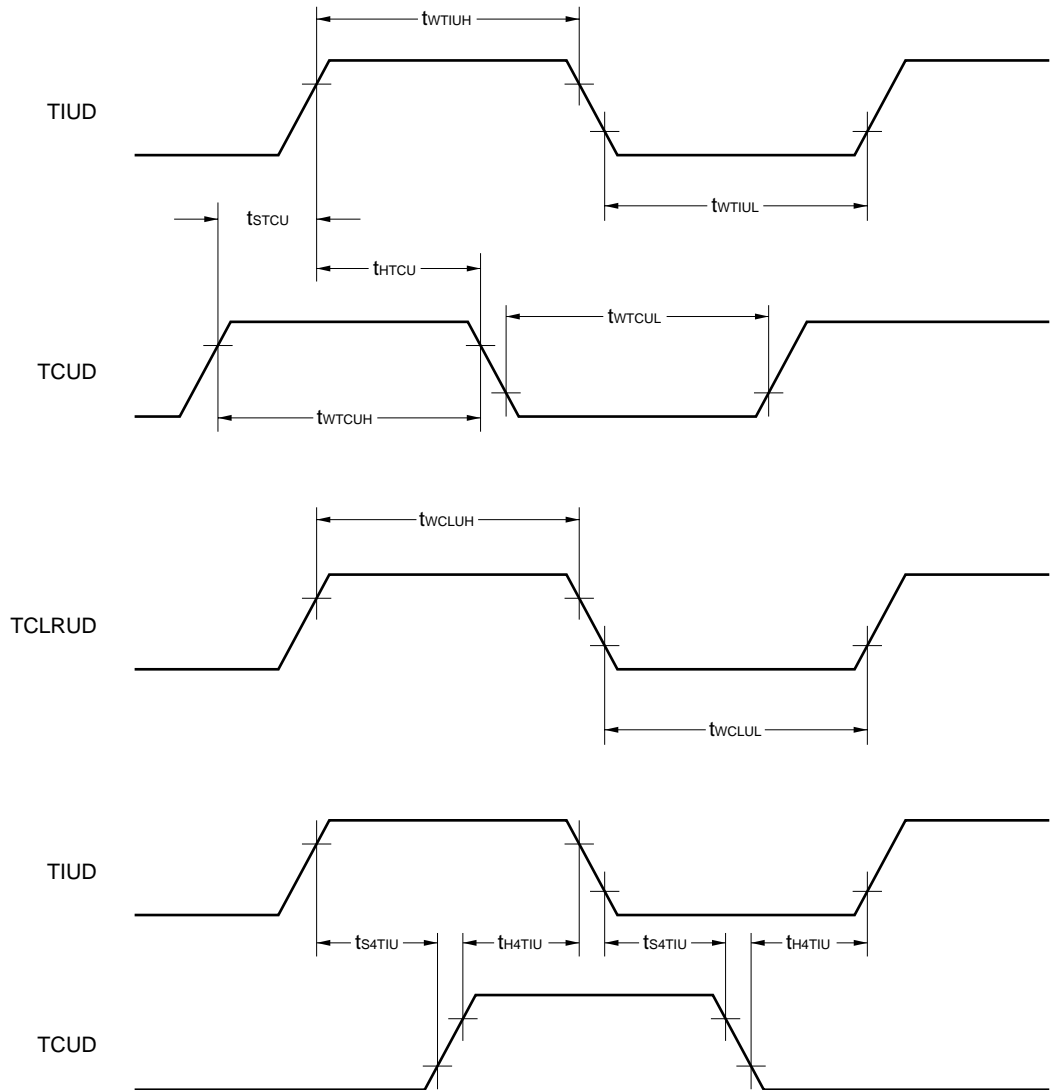 tWTIUH
TIUD
tSTCU
tWTIUL
tHTCU
tWTCUL
TCUD
tWTCUH
tWCLUH
TCLRUD
tWCLUL
TIUD
tS4TIU
tH4TIU
tS4TIU
tH4TIU
TCUD